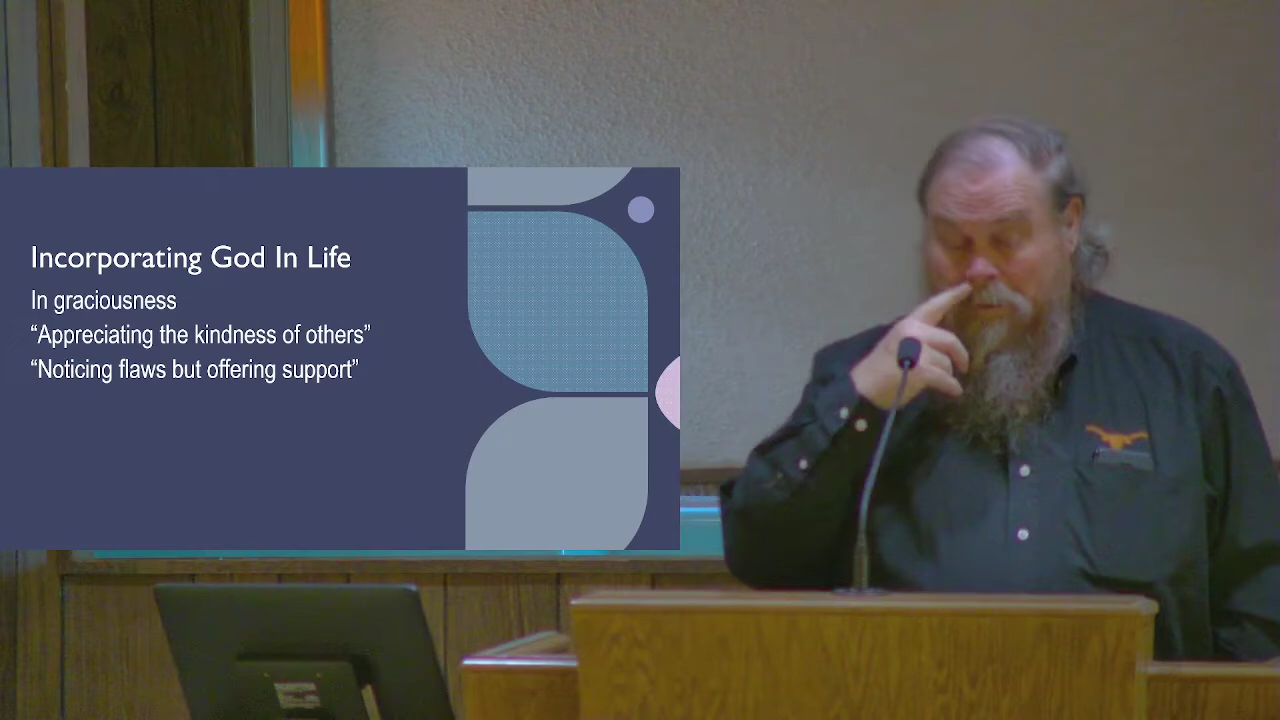 Incorporating God In Life
In graciousness
“Appreciating the kindness of others”
“Noticing flaws but offering support”